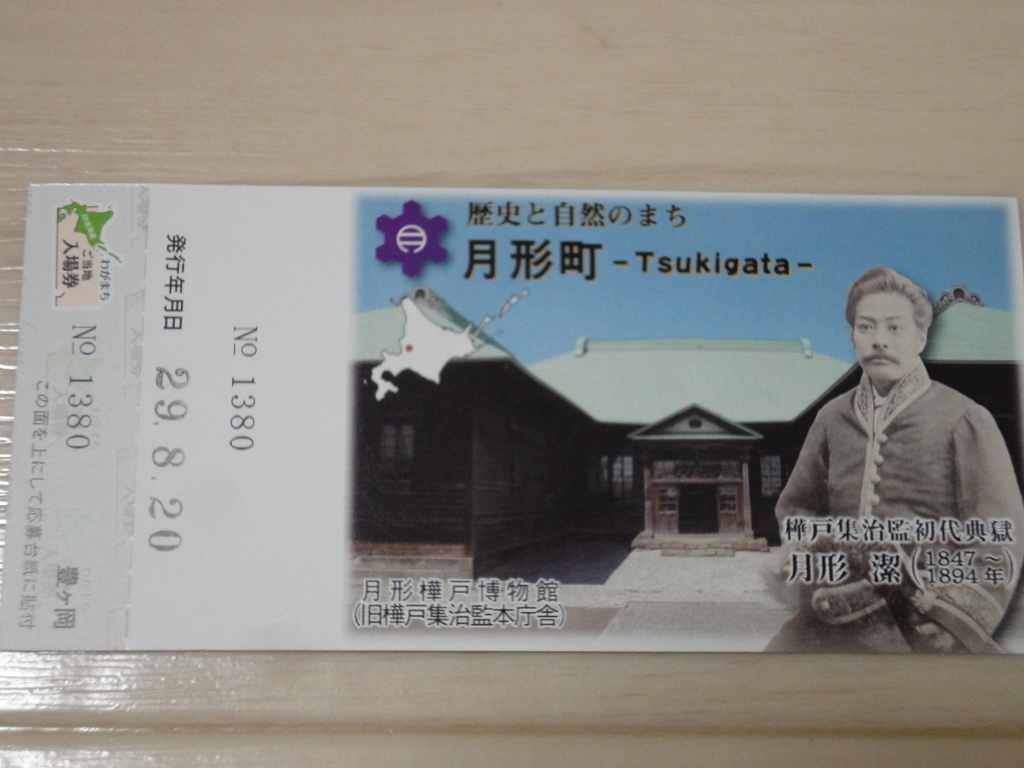 歴史と自然のまち
月形町 -Tsukigata-
樺戸集治監初代典獄
月形 潔 (1847~1894年)
月形樺戸博物館
(旧樺戸集治監本庁舎)
No 1380
発行年月日 29.8.20
わがまち
ご当地
入場券
No 1380
豊ヶ岡
この面を上にして応募台紙に貼付